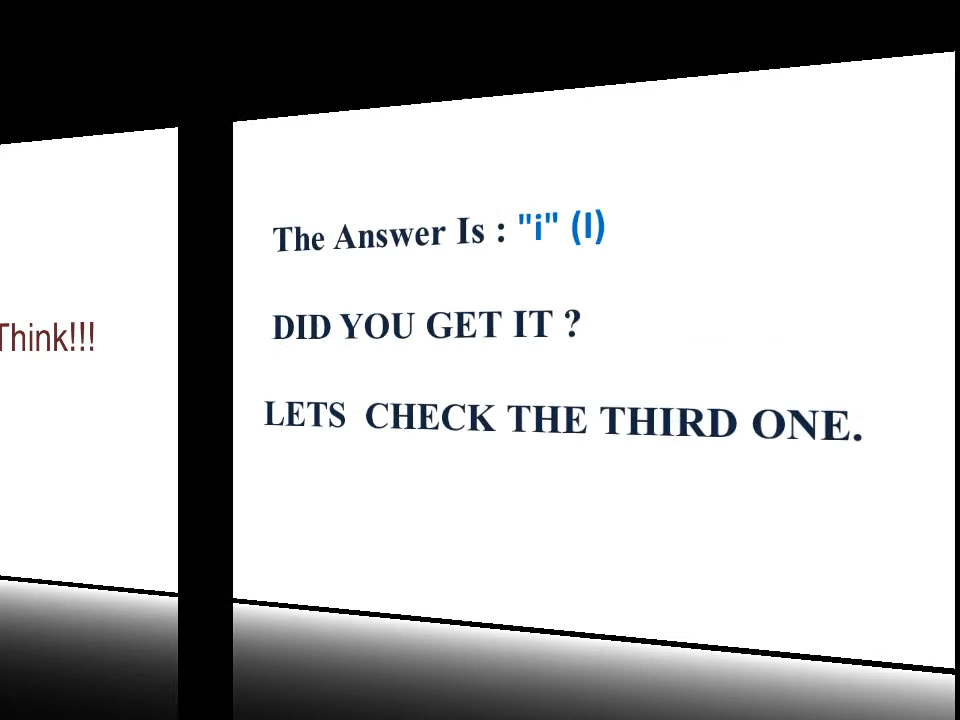 Think!!!
The Answer Is : "i" (I)
DID YOU GET IT ?
LETS CHECK THE THIRD ONE.